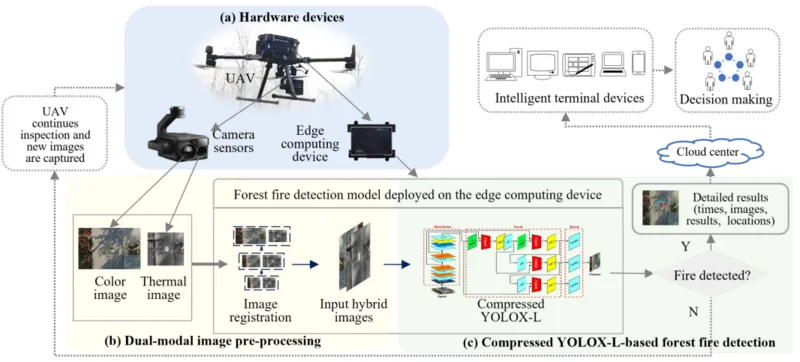 (a) Hardware devices
UAV
Camera
sensors
Edge
computing
device
UAV
continues
inspection and
new images
are captured
Intelligent terminal devices
Decision making
Cloud center
Forest fire detection model deployed on the edge computing device
Detailed results
(times, images,
results, locations)
Color
image
Thermal
image
Image
registration
Input hybrid
images
Compressed
YOLOX-L
Fire detected?
Y
N
(b) Dual-modal image pre-processing
(c) Compressed YOLOX-L-based forest fire detection